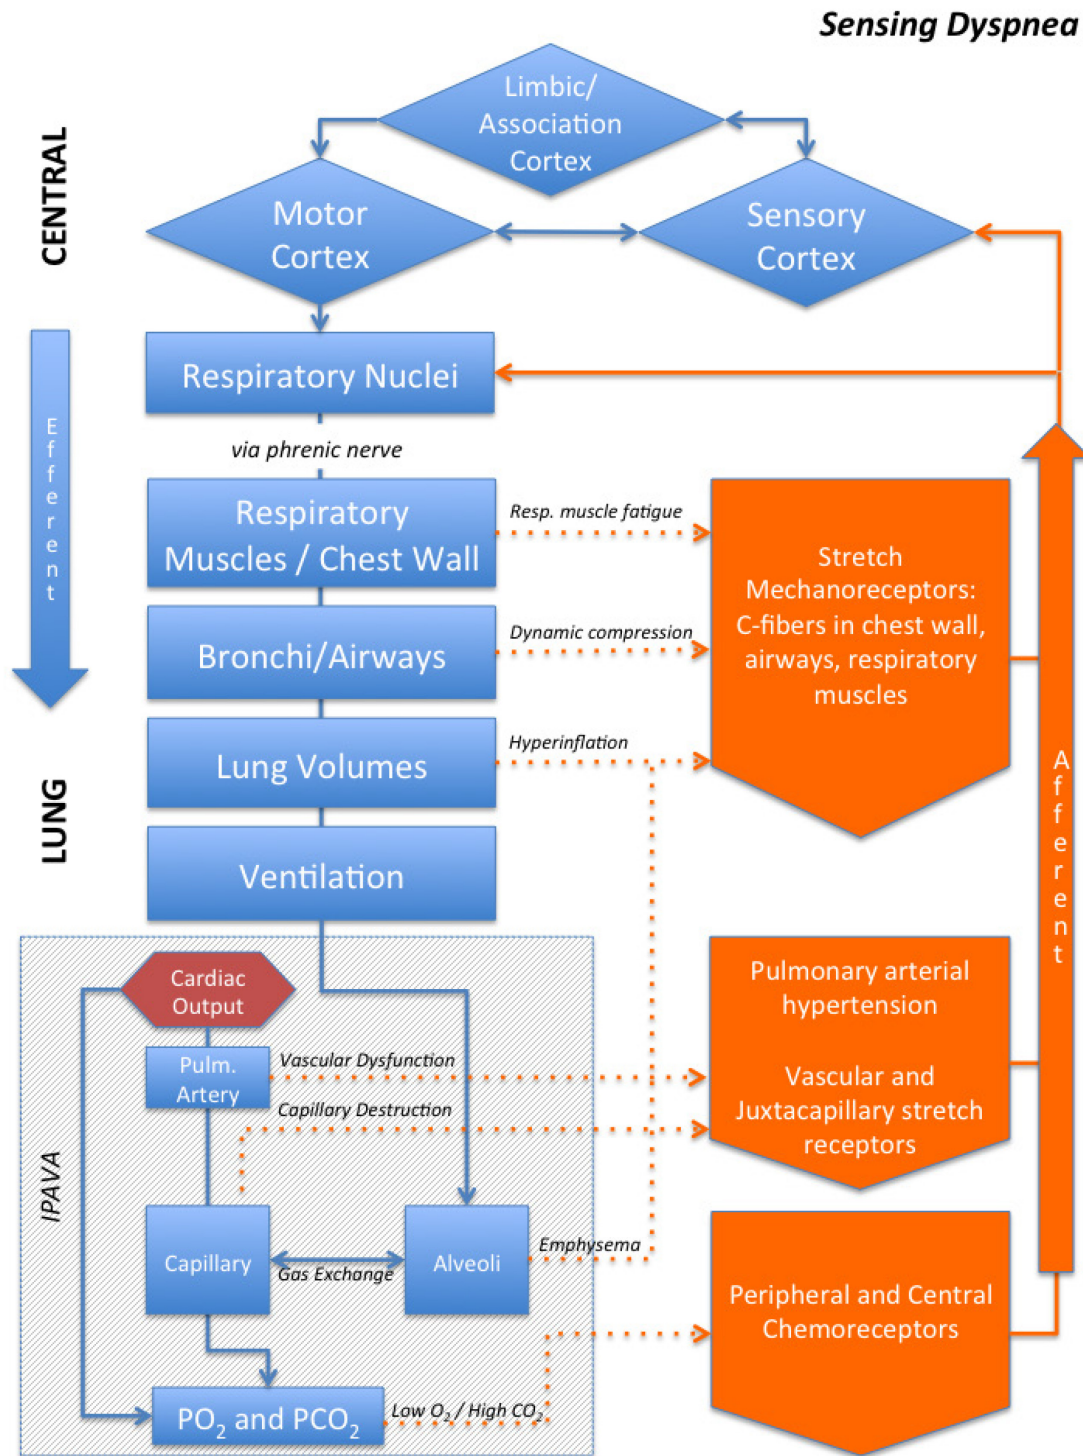 Sensing Dyspnea
CENTRAL
Limbic/
Association
Cortex
Motor
Cortex
Sensory
Cortex
Efferent
Respiratory Nuclei
via phrenic nerve
Respiratory
Muscles / Chest Wall
Resp. muscle fatigue
Stretch
Mechanoreceptors:
C-fibers in chest wall,
airways, respiratory
muscles
Bronchi/Airways
Dynamic compression
Lung Volumes
Hyperinflation
Afferent
LUNG
Ventilation
Cardiac
Output
Pulm.
Artery
Vascular Dysfunction
Capillary Destruction
Pulmonary arterial
hypertension
Vascular and
Juxtacapillary stretch
receptors
IPAVA
Capillary
Gas Exchange
Alveoli
Emphysema
Peripheral and Central
Chemoreceptors
PO₂ and PCO₂
Low O₂ / High CO₂